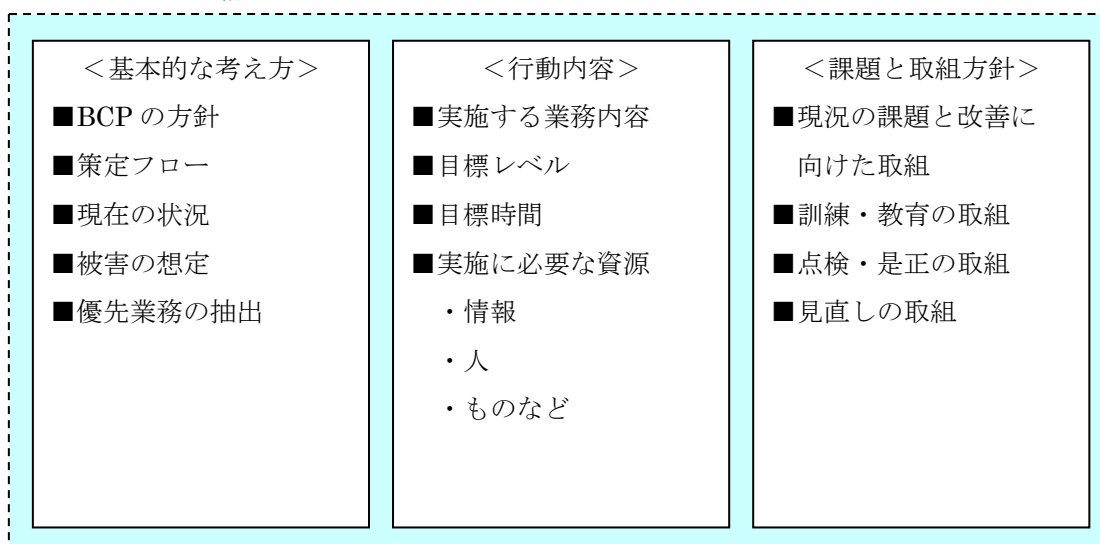 ＜基本的な考え方＞
■BCP の方針
■策定フロー
■現在の状況
■被害の想定
■優先業務の抽出
＜行動内容＞
■実施する業務内容
■目標レベル
■目標時間
■実施に必要な資源
・情報
・人
・ものなど
＜課題と取組方針＞
■現況の課題と改善に
向けた取組
■訓練・教育の取組
■点検・是正の取組
■見直しの取組